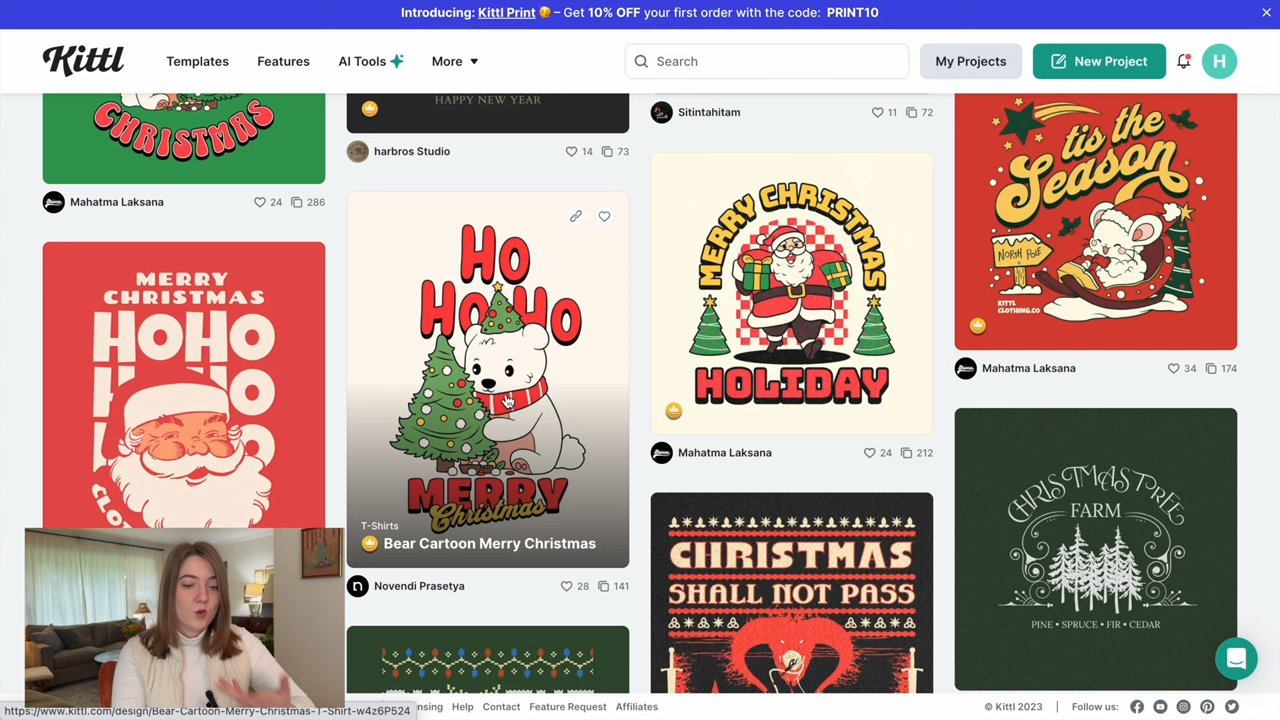 Introducing: Kittl Print 🥳 – Get 10% OFF your first order with the code: PRINT10
Kittl
Templates
Features
AI Tools
More
Search
My Projects
New Project
H
CHRISTMAS
Mahatma Laksana
24
286
MERRY
CHRISTMAS
HOHO
HO
HO
HAPPY NEW YEAR
harbros Studio
14
73
HO
HO HO HO
MERRY
Christmas
T-Shirts
Bear Cartoon Merry Christmas
n
Novendi Prasetya
28
141
Sitintahitam
11
72
MERRY CHRISTMAS
HOLIDAY
Mahatma Laksana
24
212
CHRISTMAS
SHALL NOT PASS
tis the
Season
NORTH POLE
KITTL
CLOTHING.CO
Mahatma Laksana
34
174
CHRISTMAS TREE
FARM
PINE • SPRUCE • FIR • CEDAR
https://www.kittl.com/design/Bear-Cartoon-Merry-Christmas-T-Shirt-w4z6P524
Help
Contact
Feature Request
Affiliates
© Kittl 2023
Follow us: